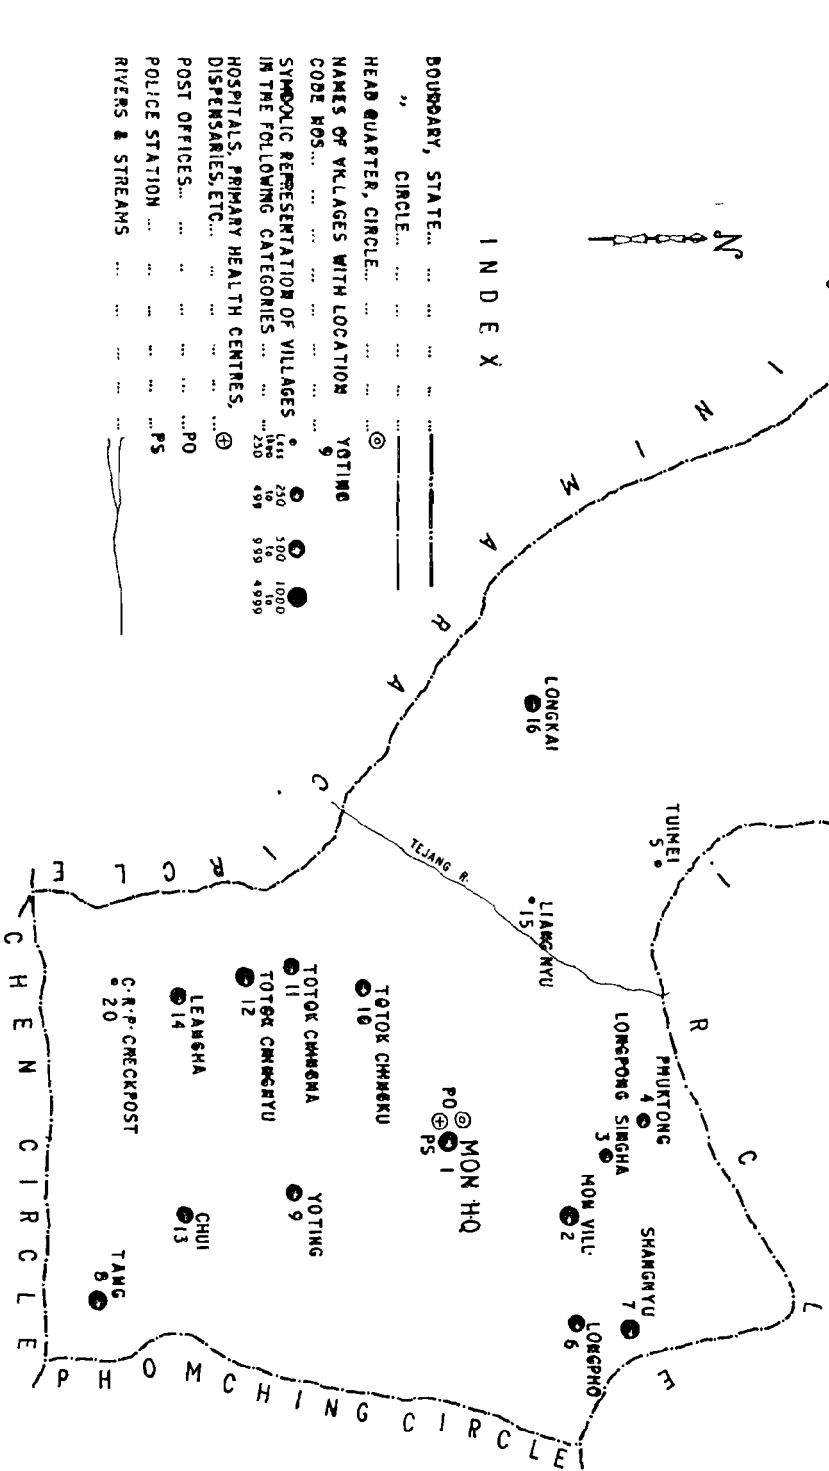 N
INDEX
BOUNDARY, STATE... ... ... ... ... ...
,, CIRCLE... ... ... ... ...
HEAD QUARTER, CIRCLE... ... ... ... ...
NAMES OF VILLAGES WITH LOCATION YOTING
CODE NOS... ... ... ... ... ... ... 9
SYMBOLIC REPRESENTATION OF VILLAGES
IN THE FOLLOWING CATEGORIES ... ... ...
Less than 250
250 to 499
500 to 999
1000 to 4999
HOSPITALS, PRIMARY HEALTH CENTRES,
DISPENSARIES, ETC... ... ... ... ... ...
POST OFFICES... ... ... ... ... ... ...PO
POLICE STATION ... ... ... ... ... ...PS
RIVERS & STREAMS ... ... ... ... ... ...
NIMARA CIRCLE
LONGKAI
16
TUIMEI
5
TEJANG R.
LIANGNYU
15
CIRCLE
PHUKTONG
4
LONGPONG SINGHA
3
MON VILL.
2
SHANGNYU
7
LONGPHO
6
MON H·Q
1
PO
PS
TOTOK CHINGKU
10
TOTOK CHINGHA
11
TOTOK CHINGNYU
12
LEANGHA
14
C·R·P·CHECKPOST
20
YOTING
9
CHUI
13
TANG
8
CHEN CIRCLE
PHOMCHING CIRCLE